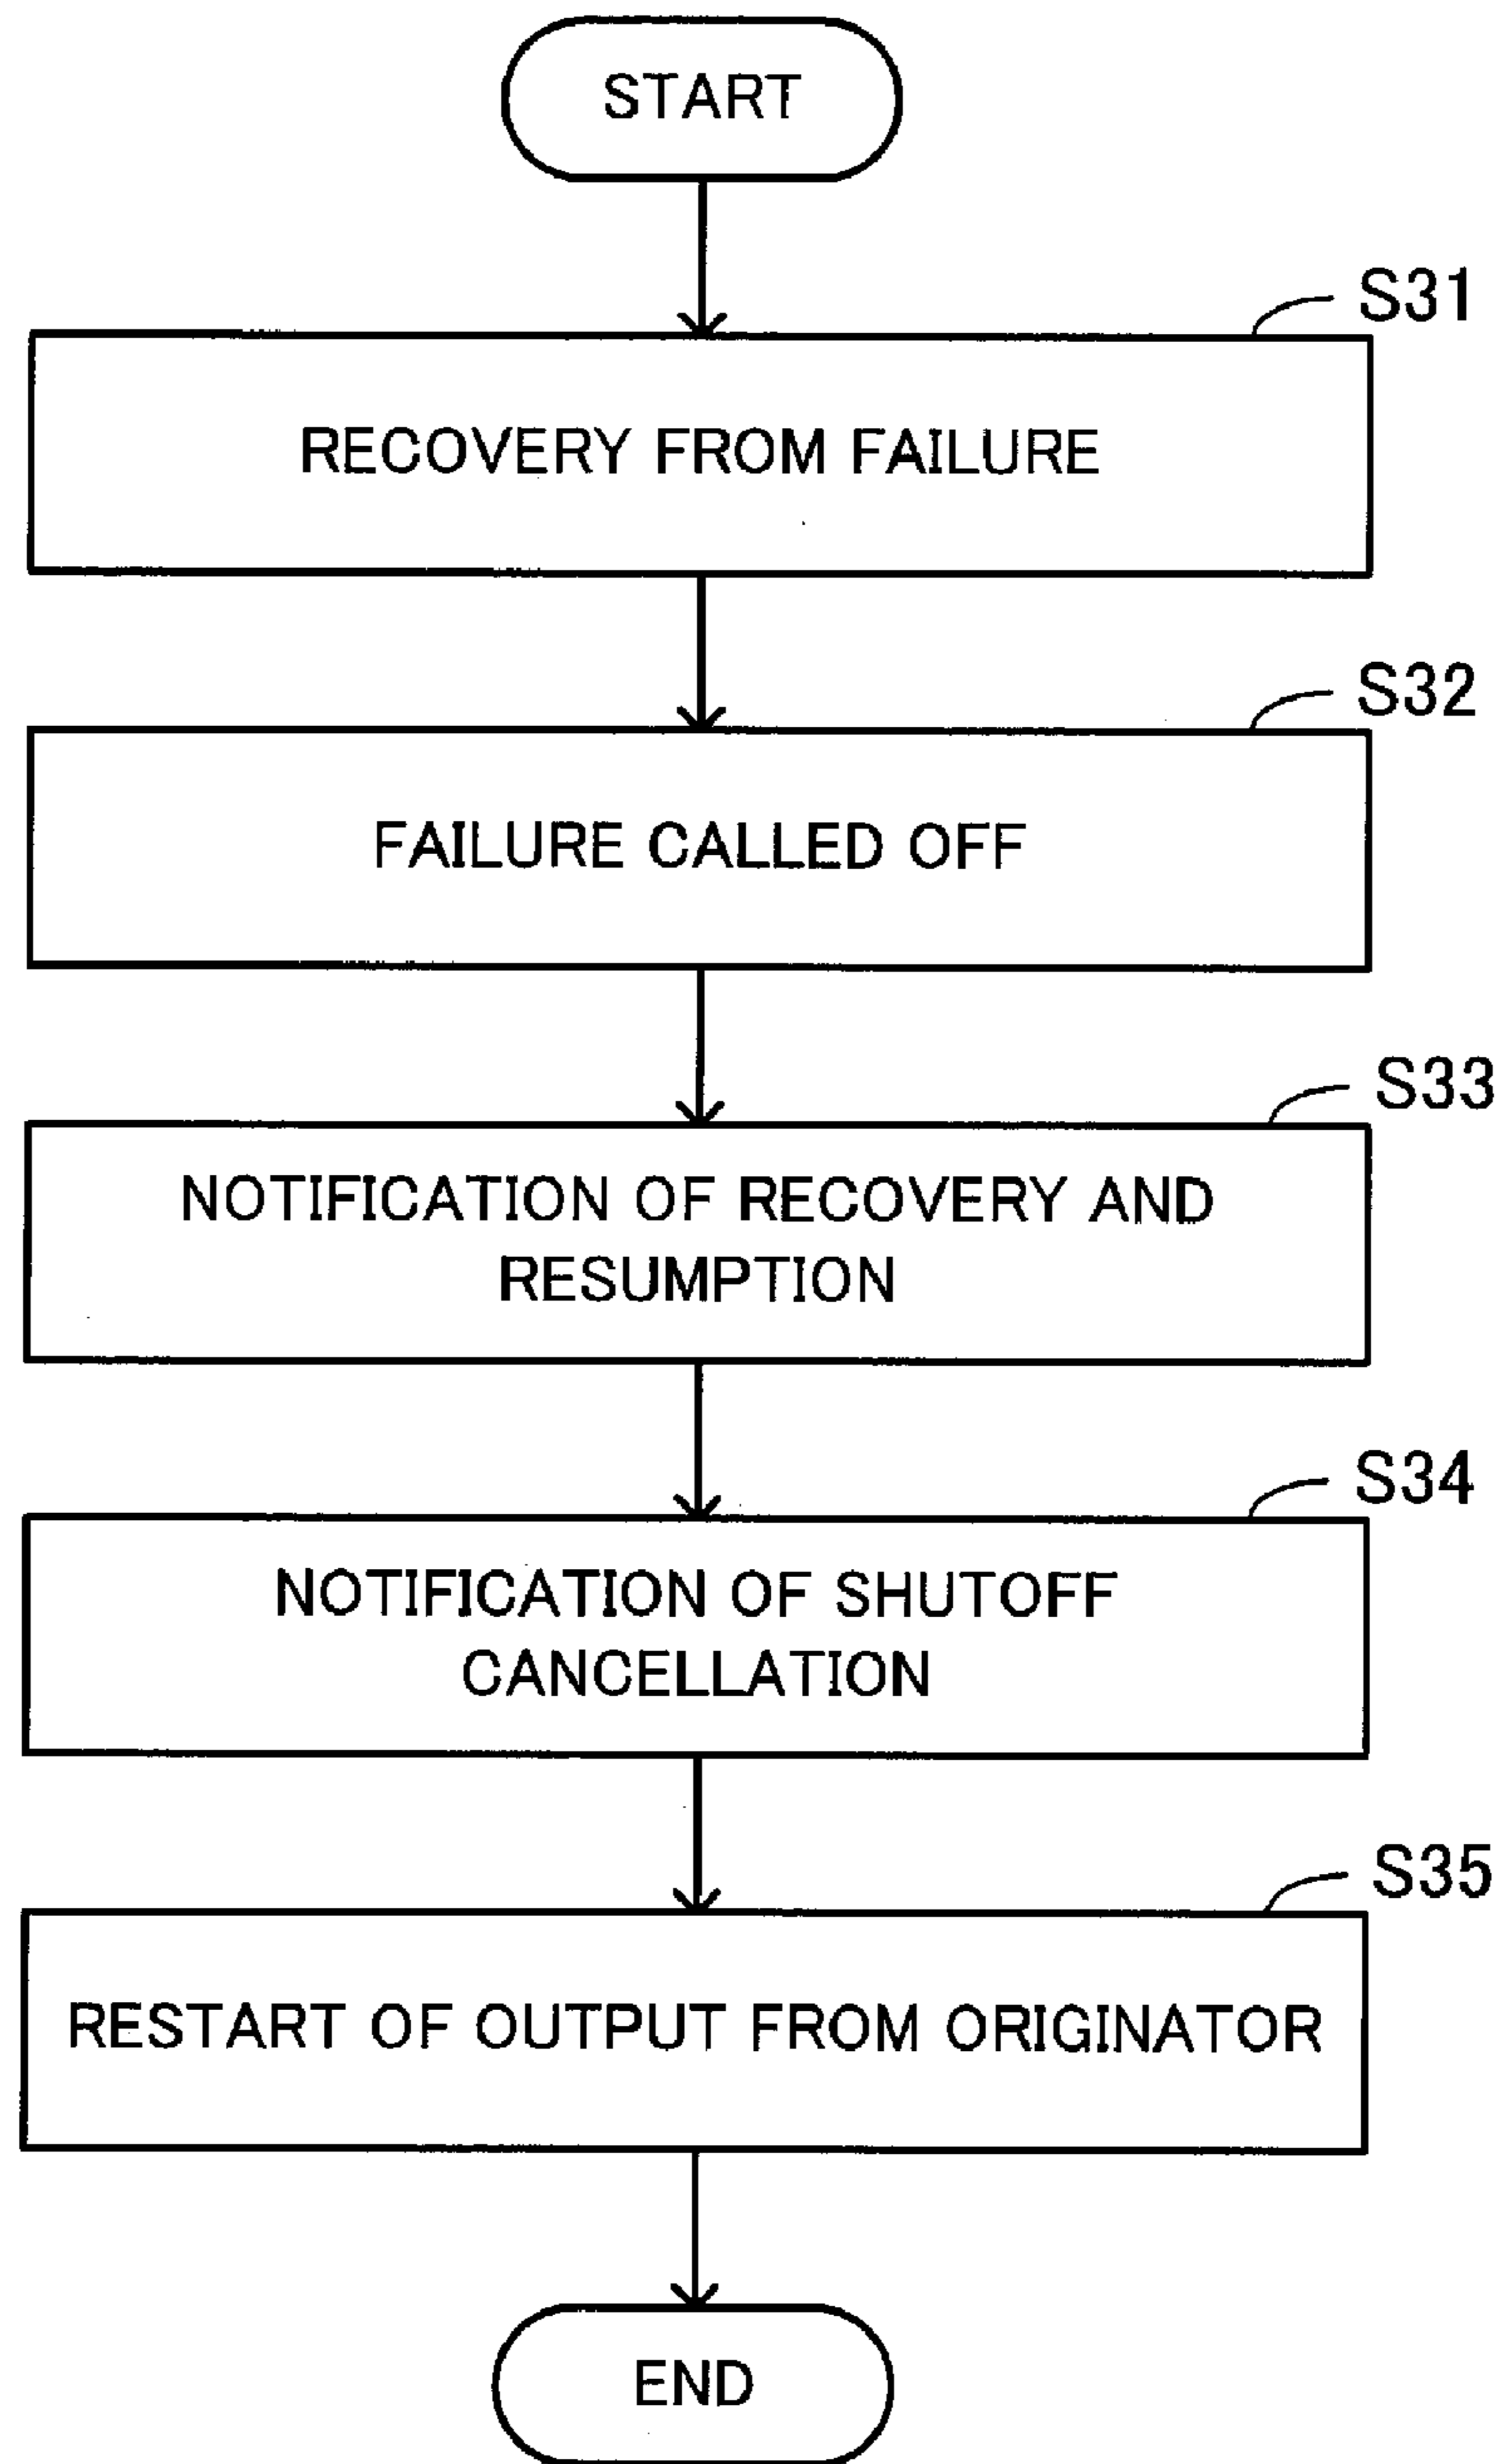 START
S31
RECOVERY FROM FAILURE
S32
FAILURE CALLED OFF
S33
NOTIFICATION OF RECOVERY AND
RESUMPTION
S34
NOTIFICATION OF SHUTOFF
CANCELLATION
S35
RESTART OF OUTPUT FROM ORIGINATOR
END